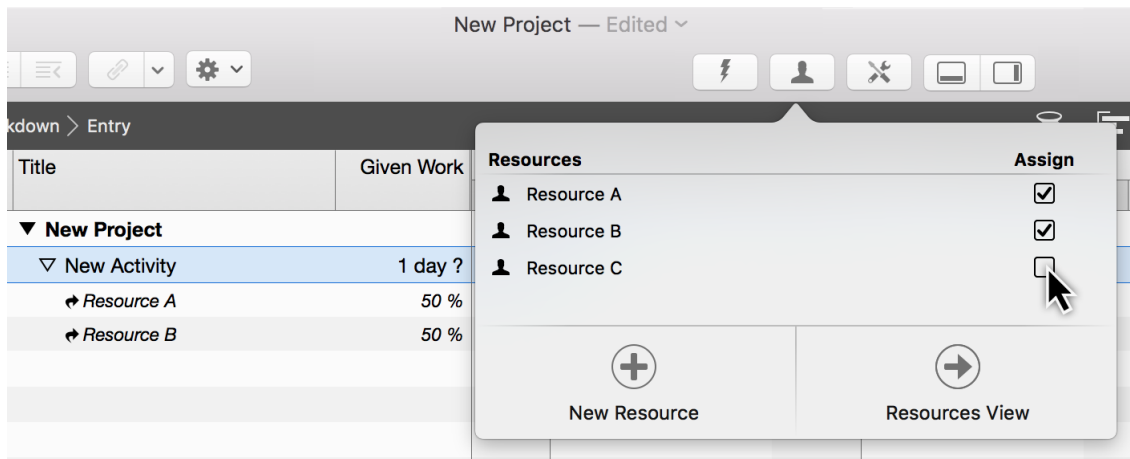 New Project — Edited
kdown > Entry
Title Given Work
New Project
New Activity 1 day ?
Resource A 50 %
Resource B 50 %
Resources Assign
Resource A
Resource B
Resource C
New Resource Resources View